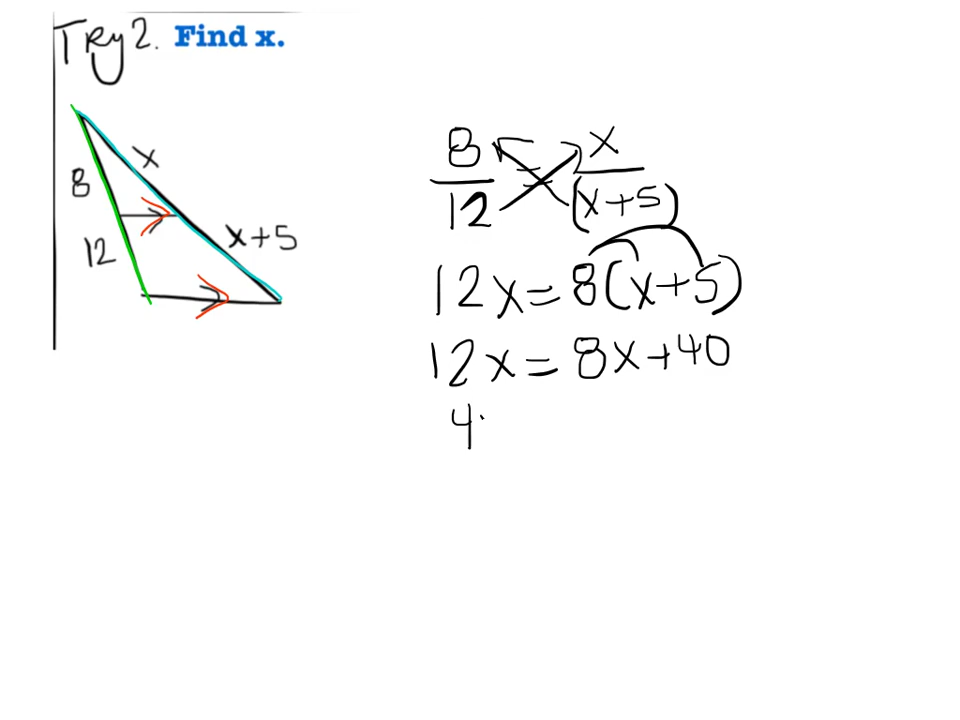 Try 2. Find x.
x
8
x+5
12
8/12 = x/(x+5)
12x=8(x+5)
12x=8x+40
4